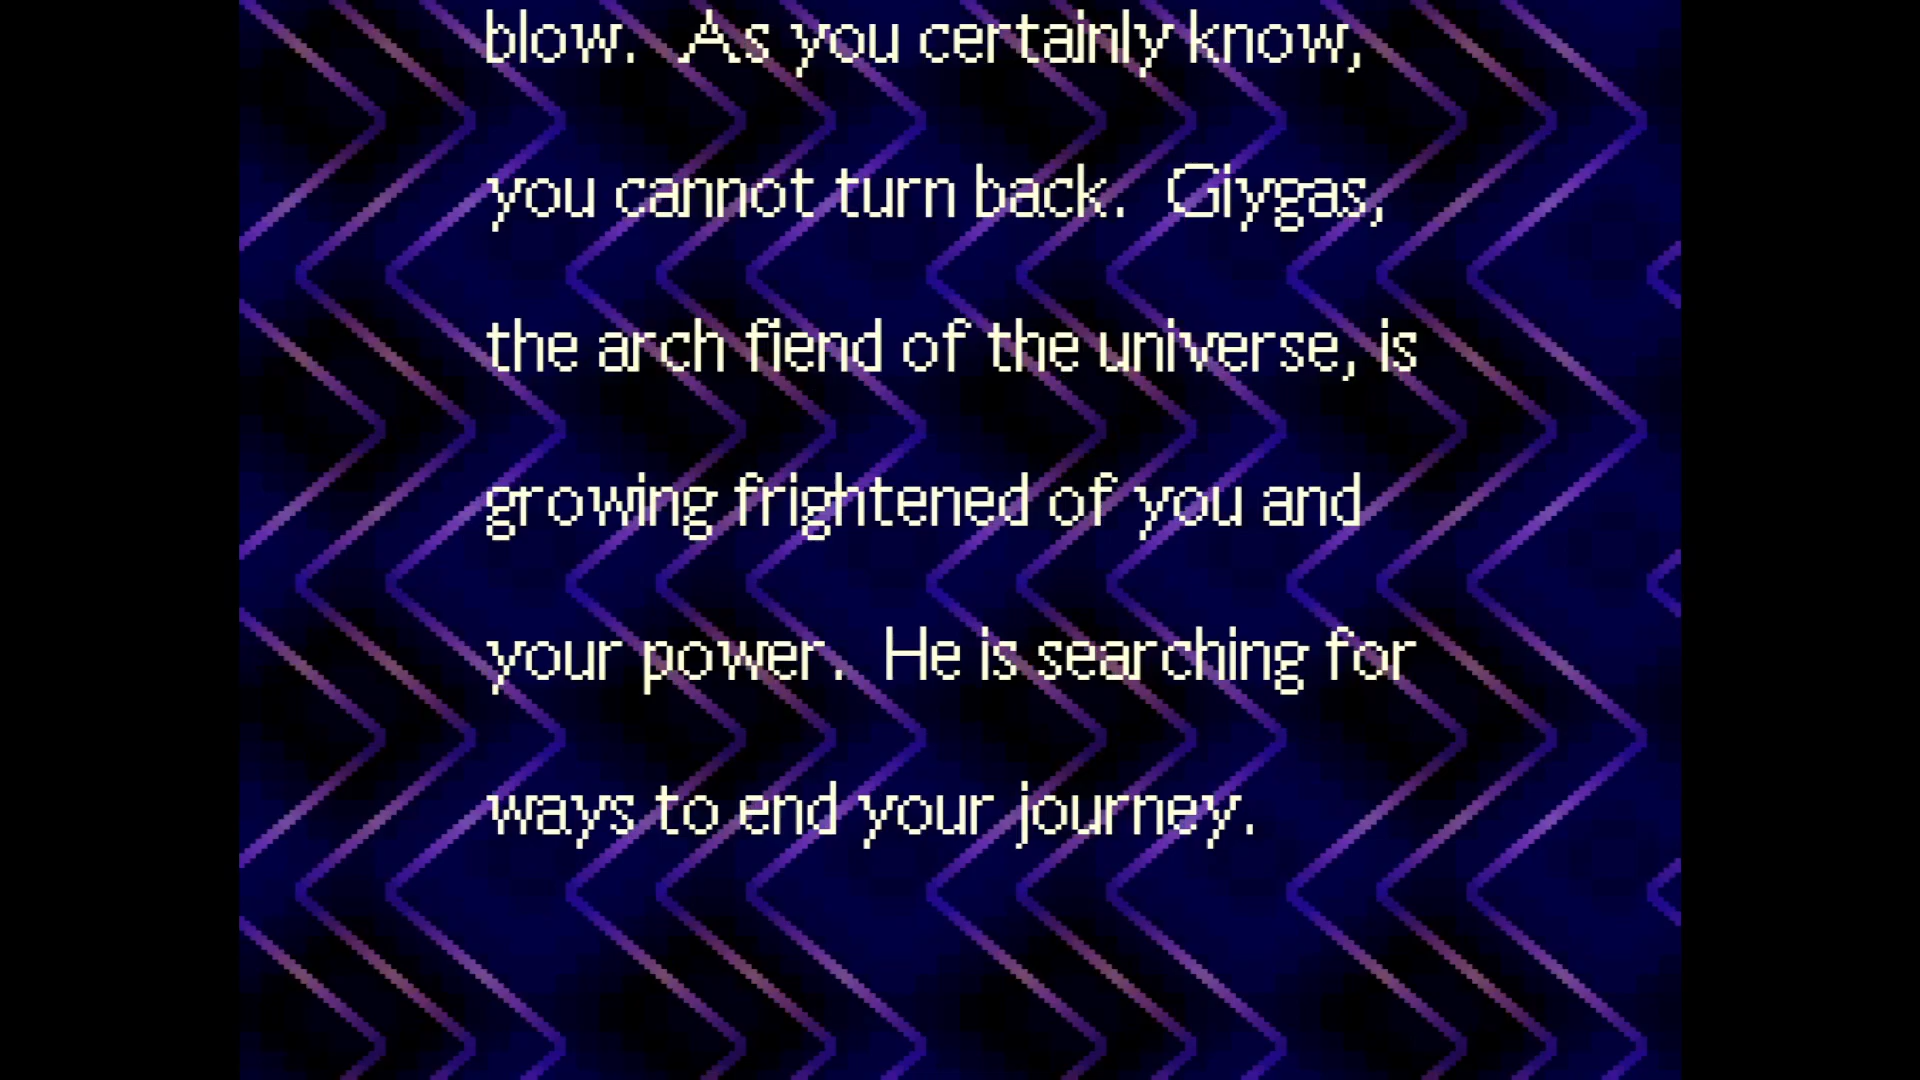 blow.  As you certainly know,
you cannot turn back.  Giygas,
the arch fiend of the universe, is
growing frightened of you and
your power.  He is searching for
ways to end your journey.